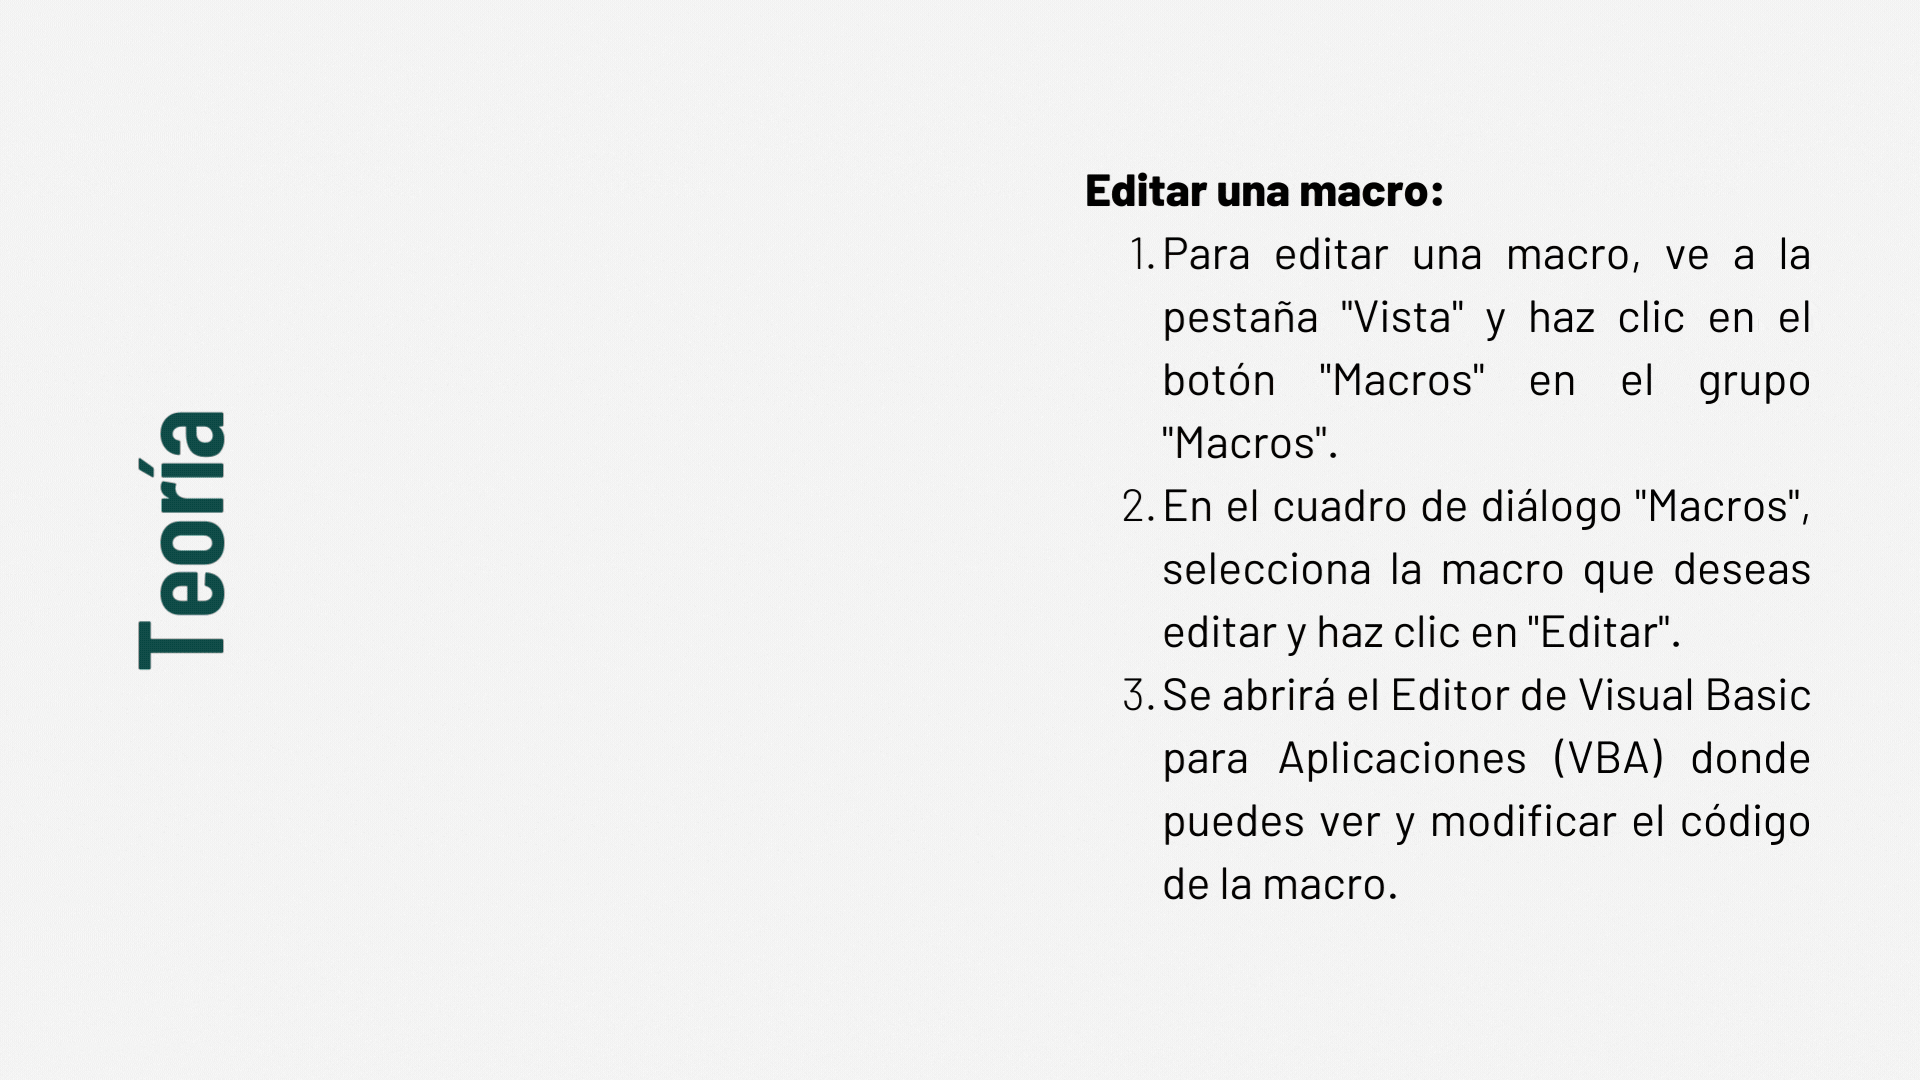 Teoría
Editar una macro:
1. Para editar una macro, ve a la
pestaña "Vista" y haz clic en el
botón "Macros" en el grupo
"Macros".
2. En el cuadro de diálogo "Macros",
selecciona la macro que deseas
editar y haz clic en "Editar".
3. Se abrirá el Editor de Visual Basic
para Aplicaciones (VBA) donde
puedes ver y modificar el código
de la macro.